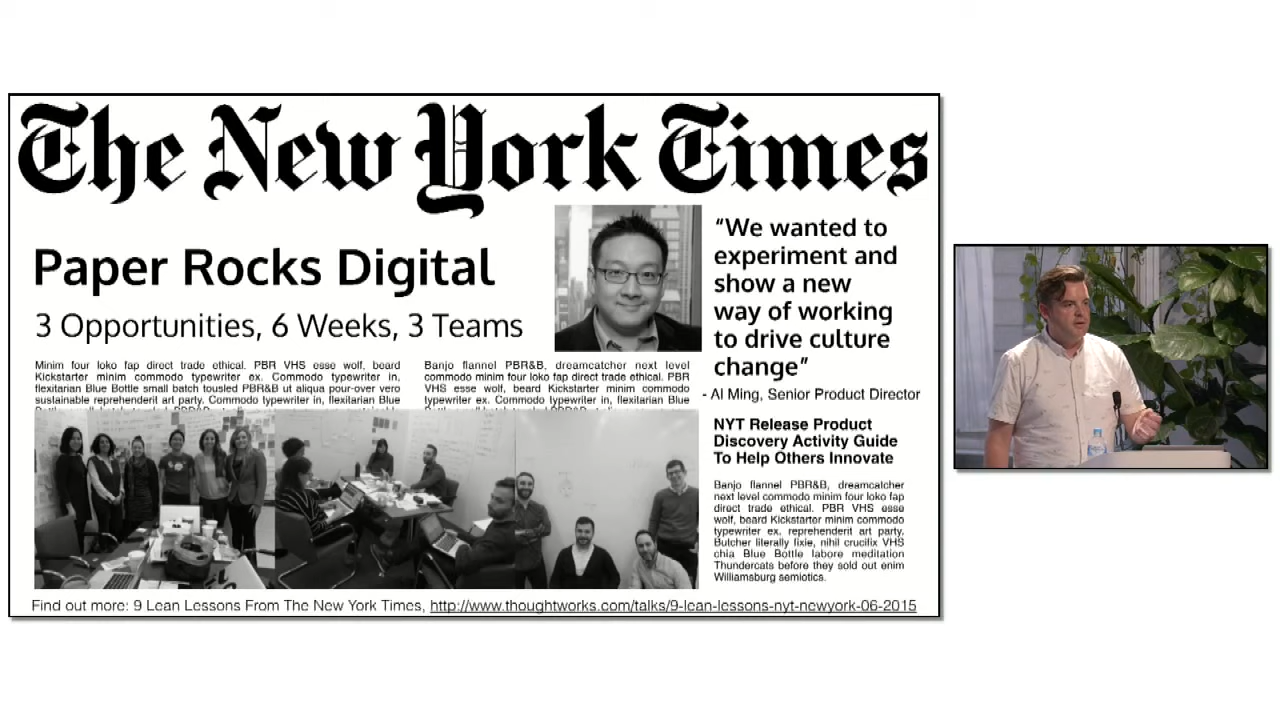 The New York Times
Paper Rocks Digital
3 Opportunities, 6 Weeks, 3 Teams
Minim four loko fap direct trade ethical. PBR VHS esse wolf, beard
Kickstarter minim commodo typewriter ex. Commodo typewriter in,
flexitarian Blue Bottle small batch tousled PBR&B ut aliqua pour-over vero
sustainable reprehenderit art party. Commodo typewriter in, flexitarian Blue
Banjo flannel PBR&B, dreamcatcher next level
commodo minim four loko fap direct trade ethical. PBR
VHS esse wolf, beard Kickstarter minim commodo
typewriter ex. Commodo typewriter in, flexitarian Blue
“We wanted to
experiment and
show a new
way of working
to drive culture
change”
- Al Ming, Senior Product Director
NYT Release Product
Discovery Activity Guide
To Help Others Innovate
Banjo flannel PBR&B, dreamcatcher
next level commodo minim four loko fap
direct trade ethical. PBR VHS esse
wolf, beard Kickstarter minim commodo
typewriter ex. reprehenderit art party.
Butcher literally fixie, nihil crucifix VHS
chia Blue Bottle labore meditation
Thundercats before they sold out enim
Williamsburg semiotics.
Find out more: 9 Lean Lessons From The New York Times, http://www.thoughtworks.com/talks/9-lean-lessons-nyt-newyork-06-2015